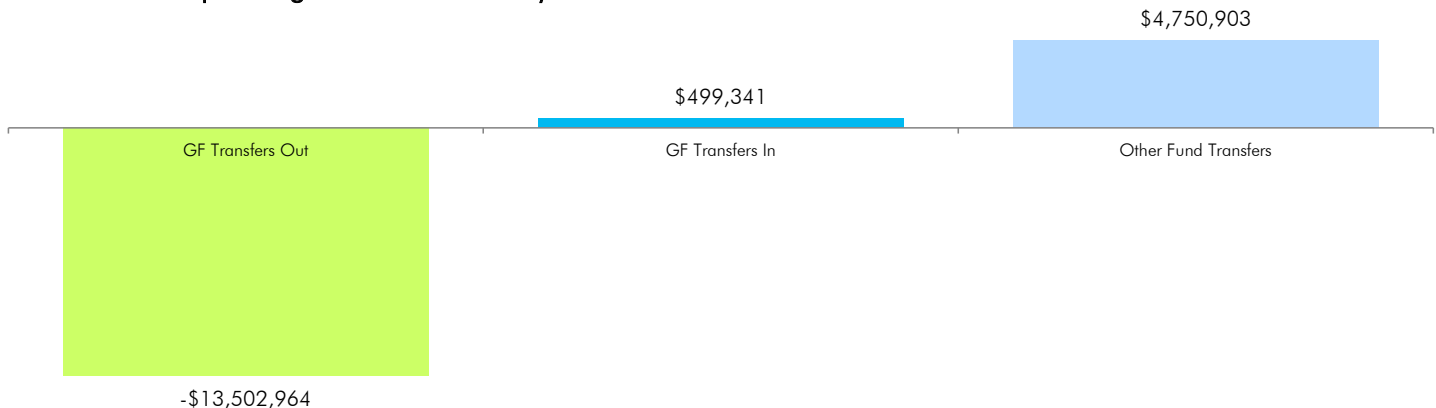 $4,750,903
$499,341
GF Transfers Out
GF Transfers In
Other Fund Transfers
-$13,502,964